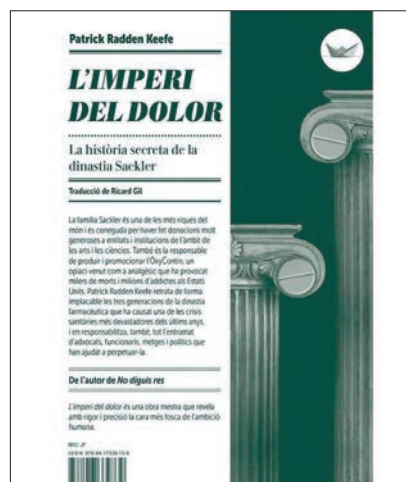 Patrick Radden Keefe
L'IMPERI
DEL DOLOR
La història secreta de la
dinastia Sackler
Traducció de Ricard Gil
La família Sackler és una de les més riques del
món i és coneguda per haver fet donacions molt
generoses a entitats i institucions de l'àmbit de
les arts i les ciències. També és la responsable
de produir i promocionar l'OxyContin, un
opiaci venut com a analgèsic que ha provocat
milers de morts i milions d'addictes als Estats
Units. Patrick Radden Keefe retrata de forma
implacable les tres generacions de la dinastia
farmacèutica que ha causat una de les crisis
sanitàries més devastadores dels últims anys,
i en responsabilitza, també, tot l'entramat
d'advocats, funcionaris, metges i polítics que
han ajudat a perpetuar-la.
De l'autor de No diguis res
L'imperi del dolor és una obra mestra que revela
amb rigor i precisió la cara més fosca de l'ambició
humana.